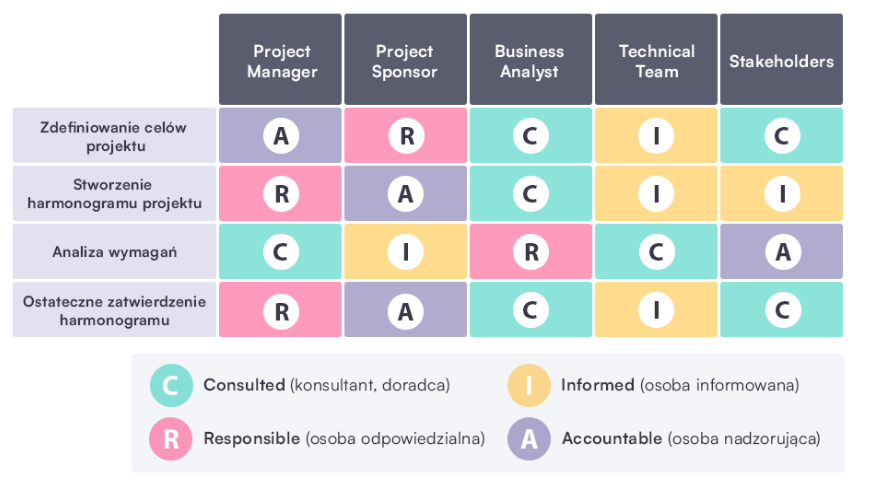 Project
Manager
Project
Sponsor
Business
Analyst
Technical
Team
Stakeholders
Zdefiniowanie celów
projektu
A
R
C
I
C
Stworzenie
harmonogramu projektu
R
A
C
I
I
Analiza wymagań
C
I
R
C
A
Ostateczne zatwierdzenie
harmonogramu
R
A
C
I
C
C Consulted (konsultant, doradca)
I Informed (osoba informowana)
R Responsible (osoba odpowiedzialna)
A Accountable (osoba nadzorująca)